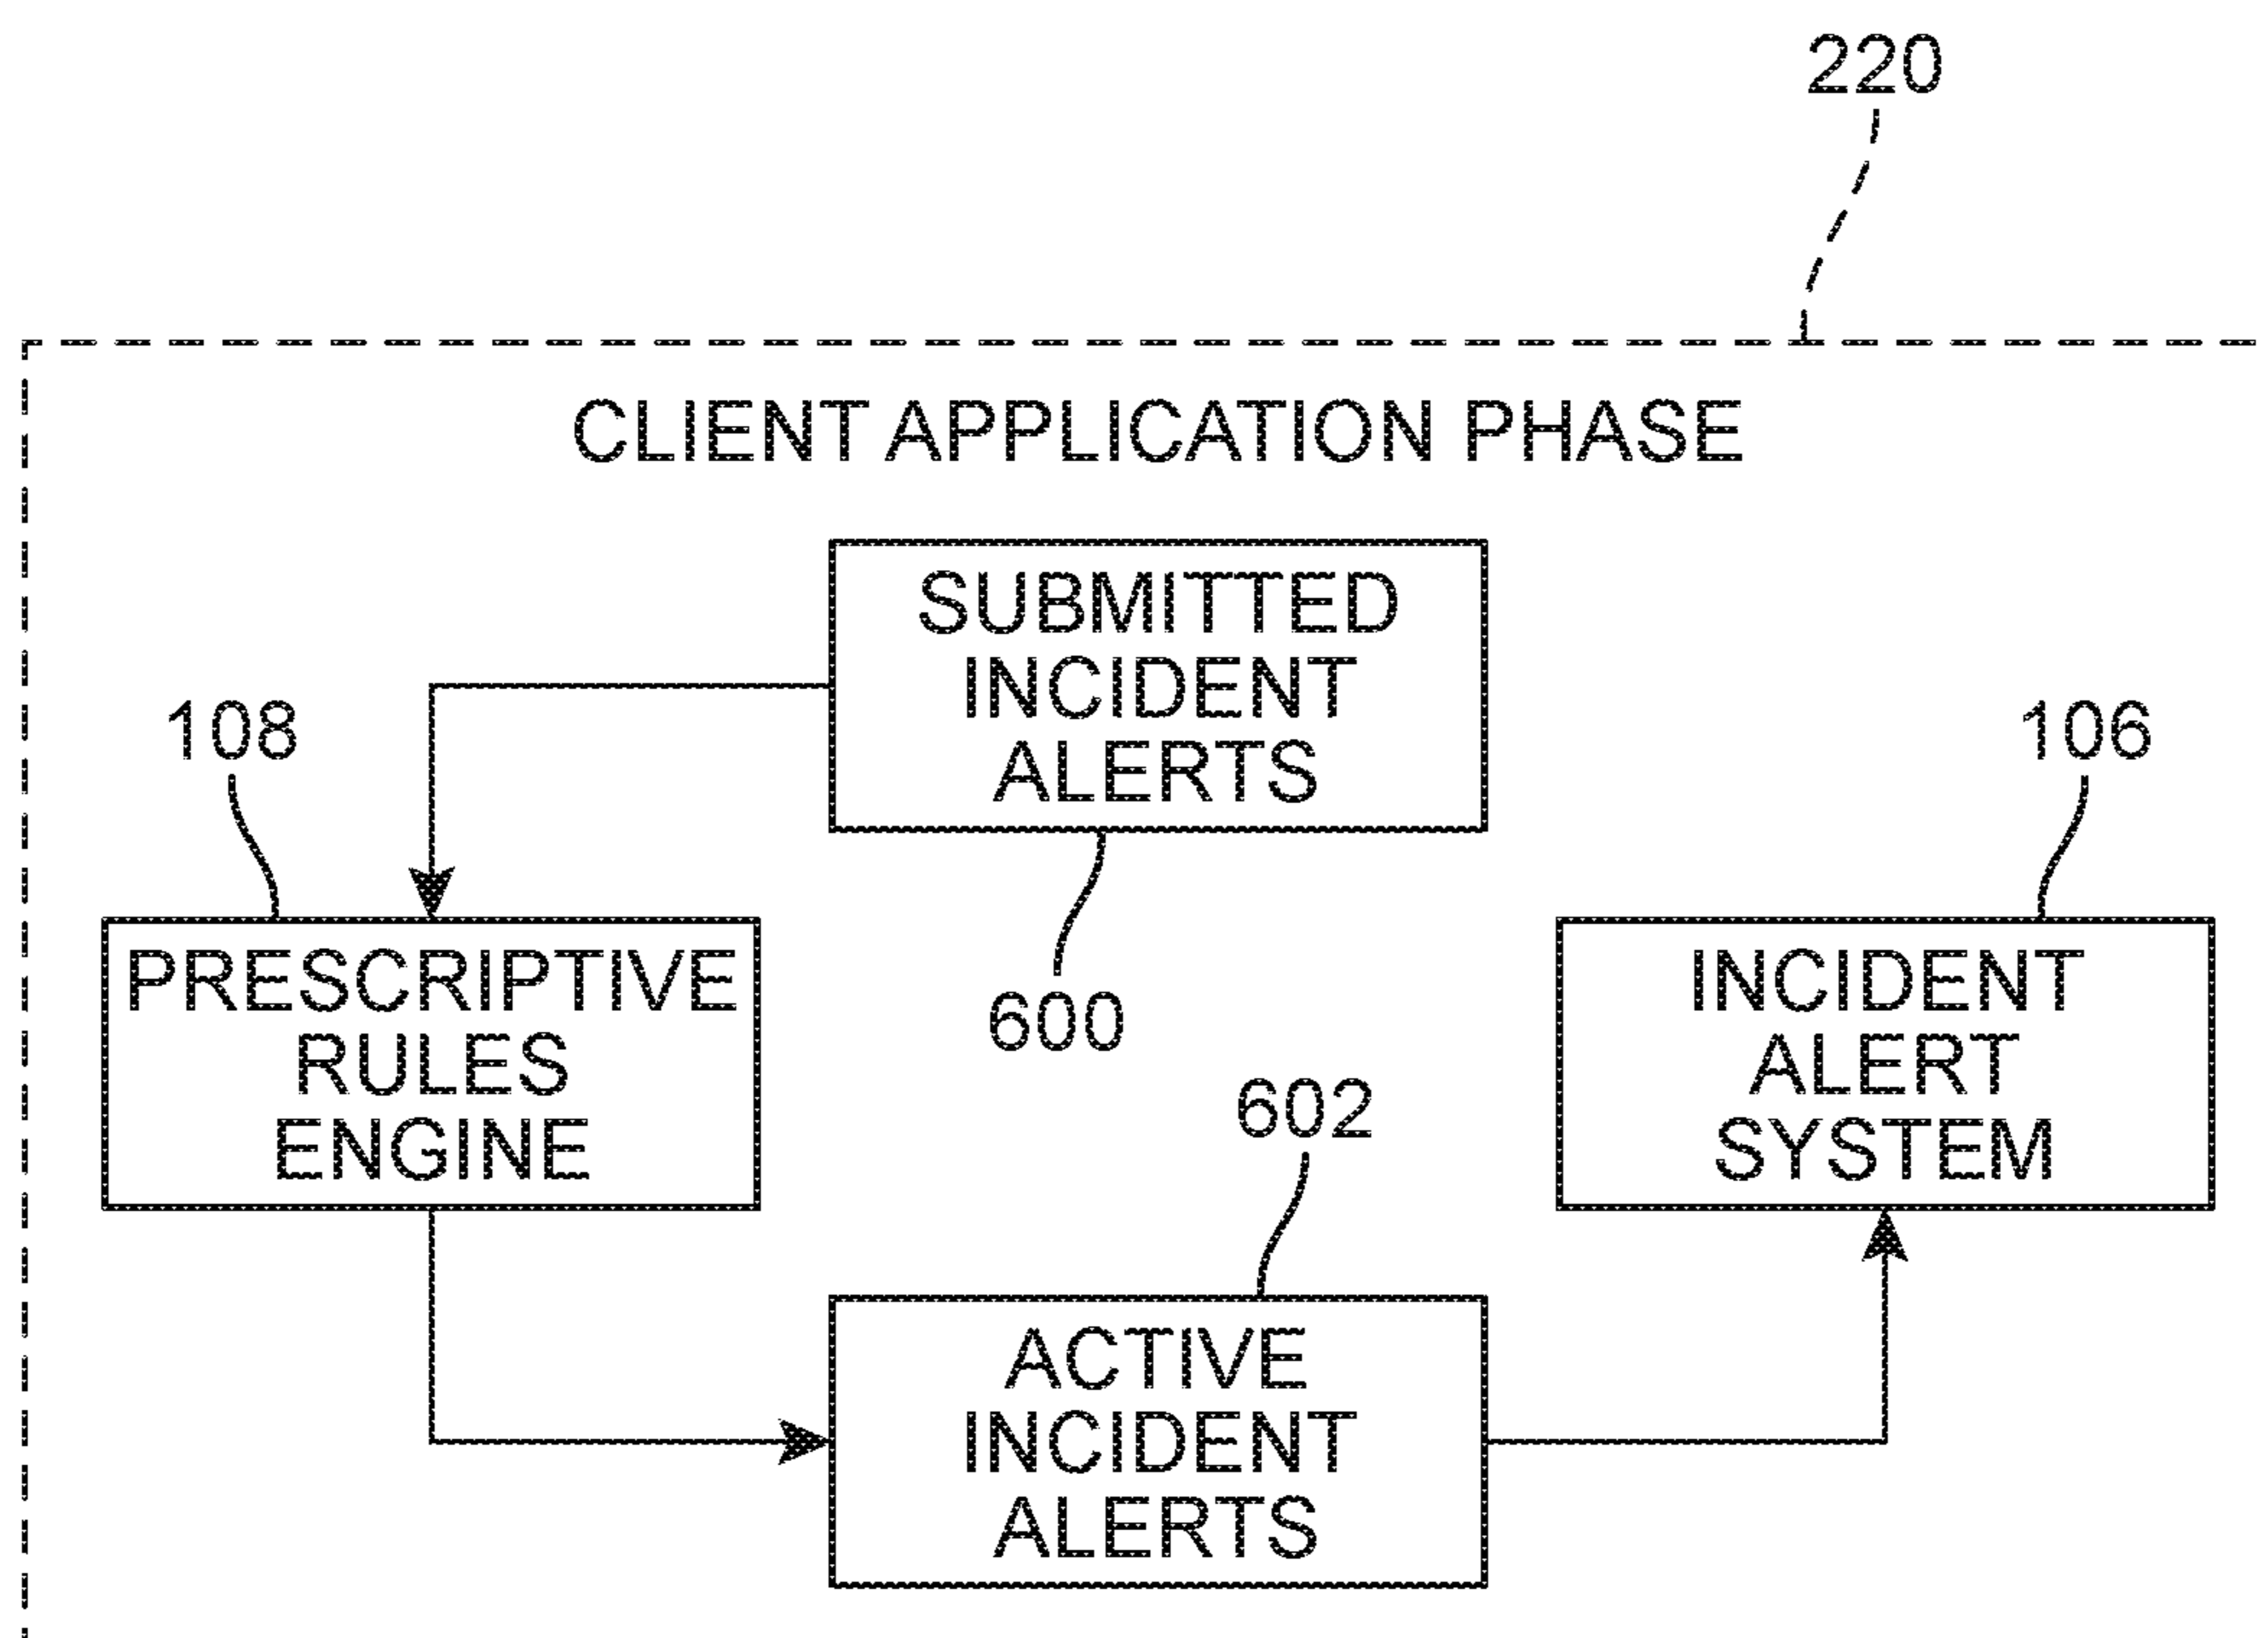 220
CLIENT APPLICATION PHASE
SUBMITTED
INCIDENT
ALERTS
108
106
PRESCRIPTIVE
RULES
ENGINE
600
INCIDENT
ALERT
SYSTEM
602
ACTIVE
INCIDENT
ALERTS